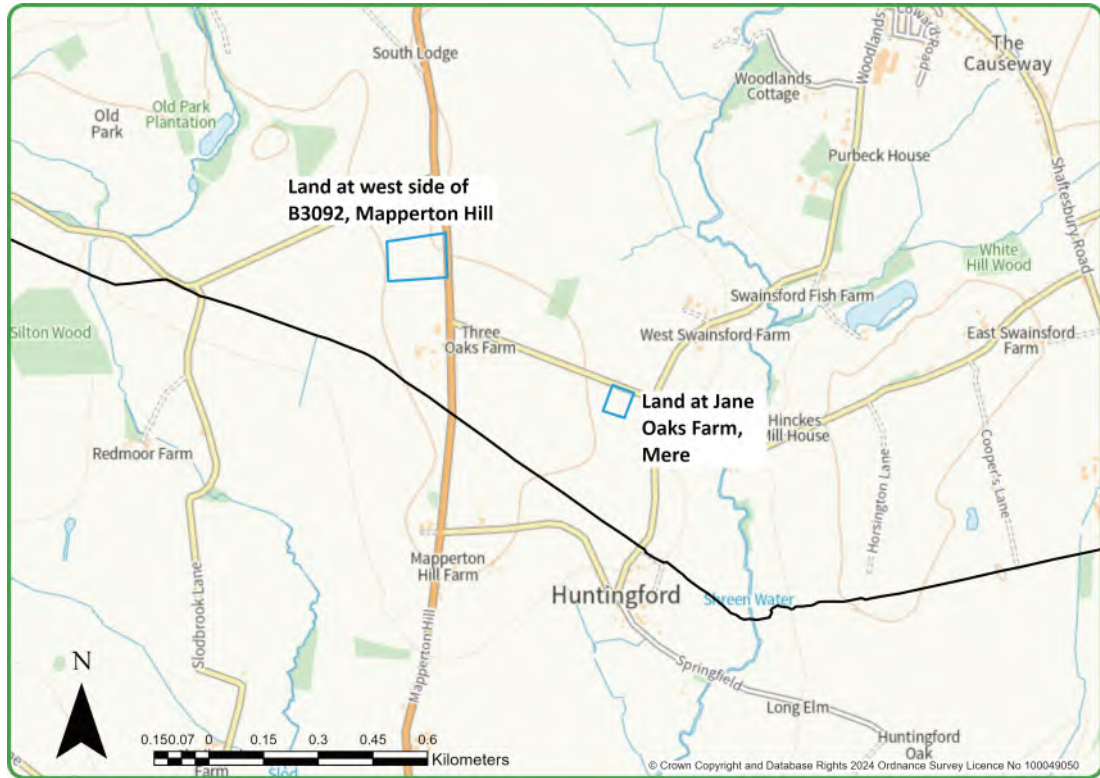 South Lodge
Coward Road
Woodlands
The
Causeway
Woodlands
Cottage
Old
Park
Old Park
Plantation
Purbeck House
Shaftesbury Road
Land at west side of
B3092, Mapperton Hill
White
Hill Wood
Swainsford Fish Farm
Silton Wood
Three
Oaks Farm
West Swainsford Farm
East Swainsford
Farm
Land at Jane
Oaks Farm,
Mere
Hinckes
Mill House
Redmoor Farm
Horsington Lane
Cooper's Lane
Mapperton
Hill Farm
Huntingford
Shreen Water
Slodbrook Lane
Mapperton Hill
Springfield
Long Elm
Huntingford
Oak
N
0.15 0.07 0 0.15 0.3 0.45 0.6
Kilometers
Farm
Slod
© Crown Copyright and Database Rights 2024 Ordnance Survey Licence No 100049050